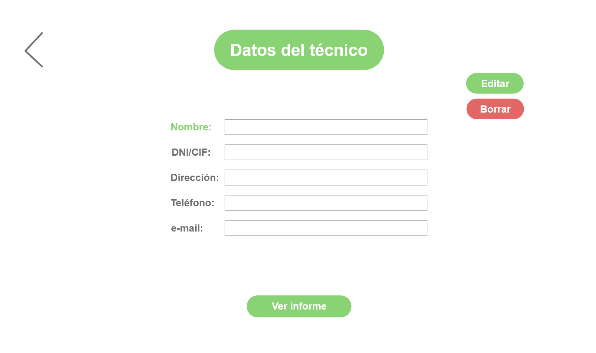 Datos del técnico
Editar
Borrar
Nombre:
DNI/CIF:
Dirección:
Teléfono:
e-mail:
Ver informe